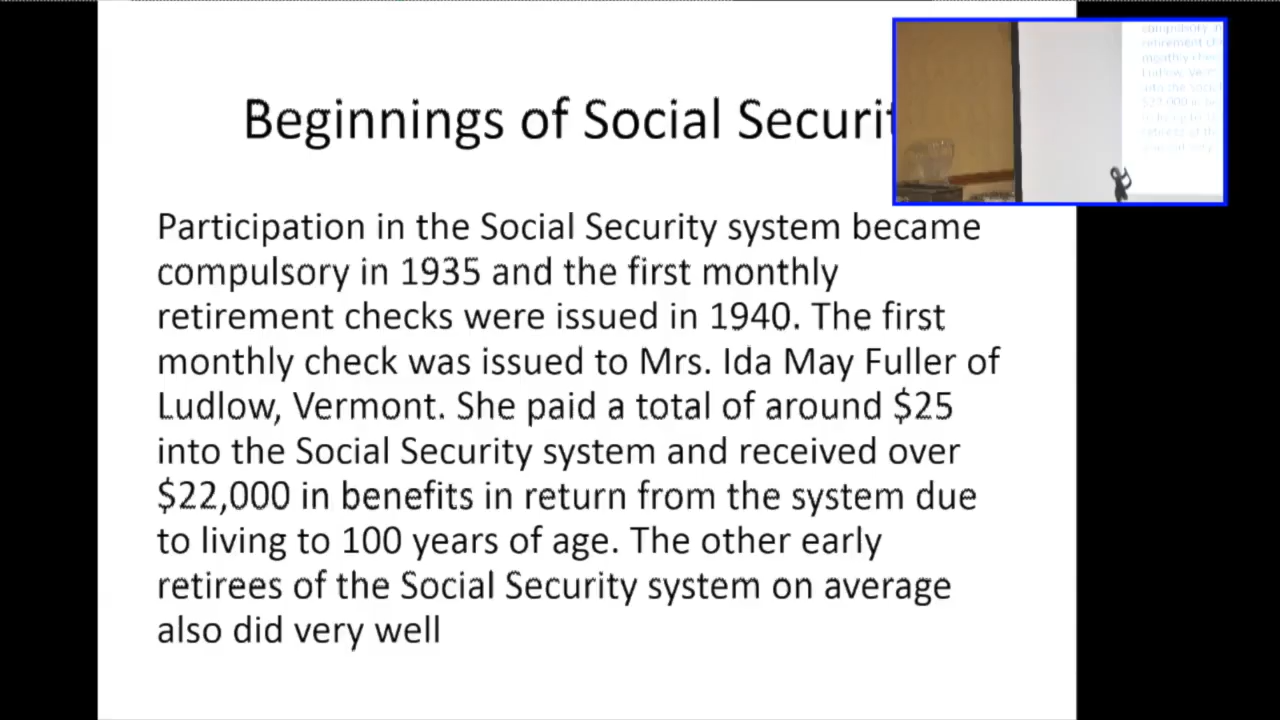 Beginnings of Social Securit
Participation in the Social Security system became
compulsory in 1935 and the first monthly
retirement checks were issued in 1940. The first
monthly check was issued to Mrs. Ida May Fuller of
Ludlow, Vermont. She paid a total of around $25
into the Social Security system and received over
$22,000 in benefits in return from the system due
to living to 100 years of age. The other early
retirees of the Social Security system on average
also did very well